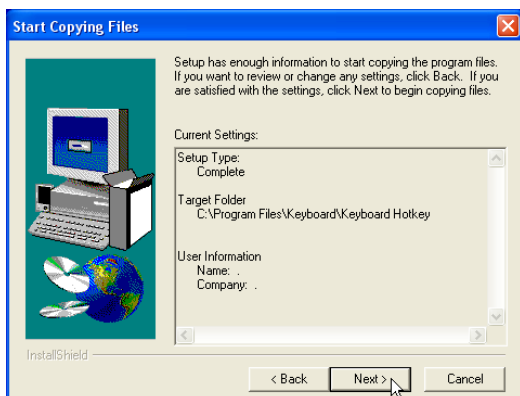 Start Copying Files
Setup has enough information to start copying the program files.
If you want to review or change any settings, click Back. If you
are satisfied with the settings, click Next to begin copying files.
Current Settings:
Setup Type:
Complete
Target Folder
C:\Program Files\Keyboard\Keyboard Hotkey
User Information
Name: .
Company: .
InstallShield
< Back
Next >
Cancel